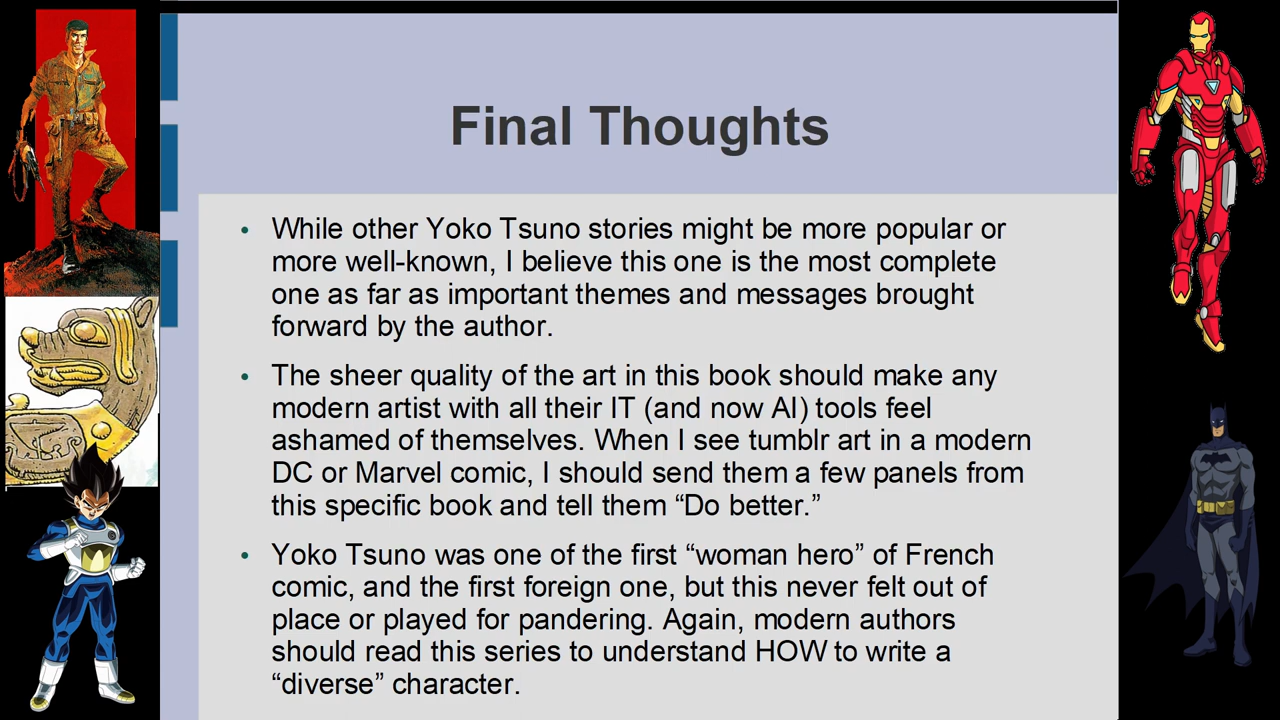 Final Thoughts
• While other Yoko Tsuno stories might be more popular or
more well-known, I believe this one is the most complete
one as far as important themes and messages brought
forward by the author.
• The sheer quality of the art in this book should make any
modern artist with all their IT (and now AI) tools feel
ashamed of themselves. When I see tumblr art in a modern
DC or Marvel comic, I should send them a few panels from
this specific book and tell them “Do better.”
• Yoko Tsuno was one of the first “woman hero” of French
comic, and the first foreign one, but this never felt out of
place or played for pandering. Again, modern authors
should read this series to understand HOW to write a
“diverse” character.